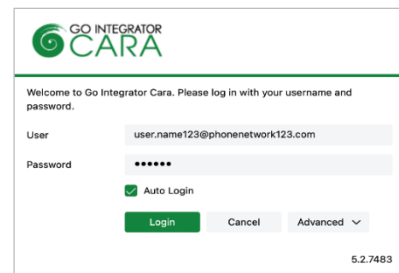 GO INTEGRATOR
CARA
Welcome to Go Integrator Cara. Please log in with your username and
password.
User user.name123@phonenetwork123.com
Password ••••••
Auto Login
Login Cancel Advanced
5.2.7483